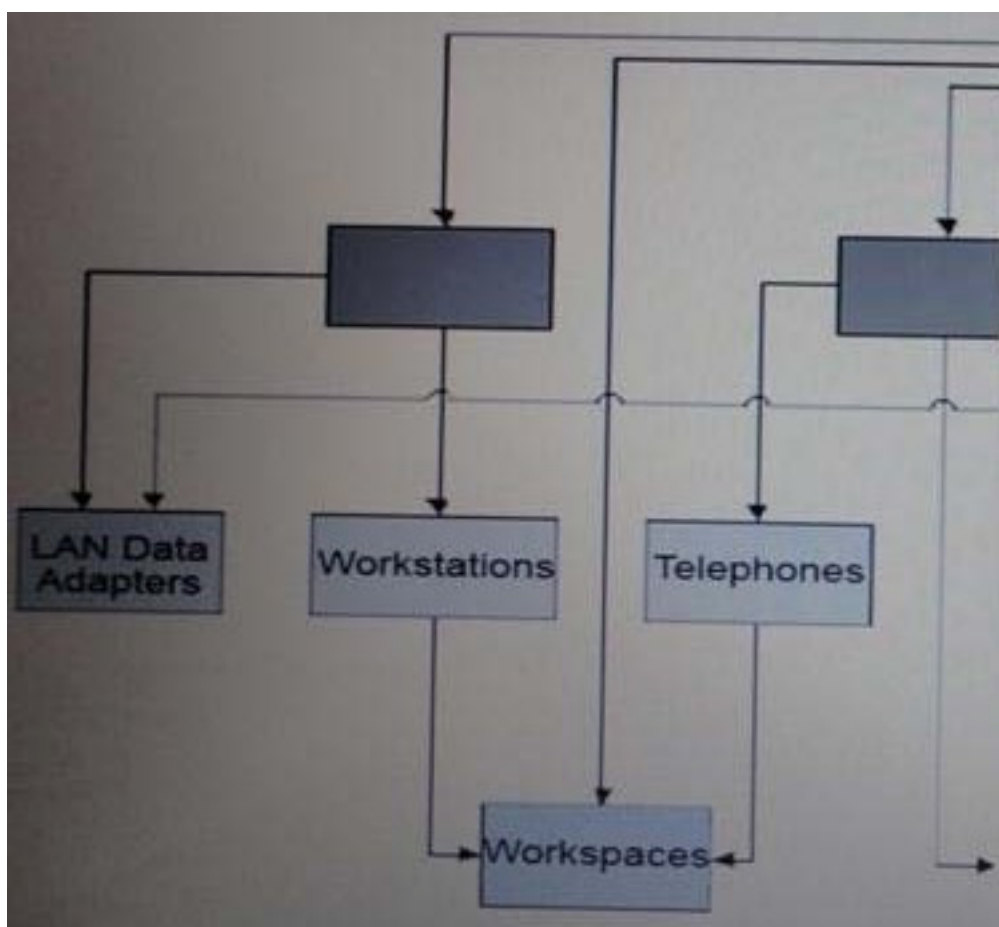 LAN Data
Adapters
Workstations
Telephones
Workspaces